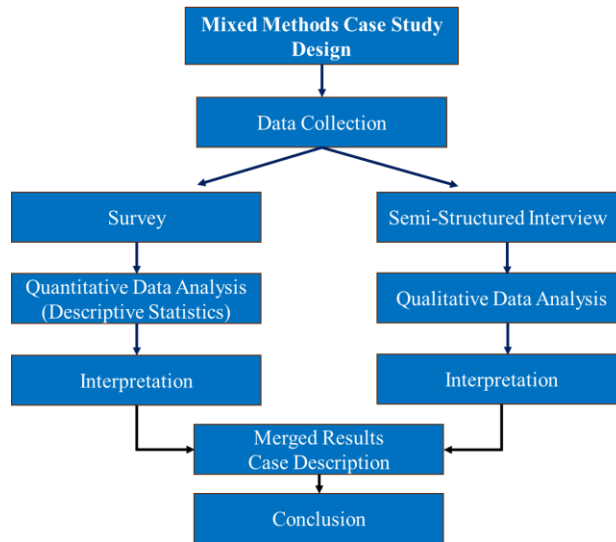 Mixed Methods Case Study
Design
Data Collection
Survey
Semi-Structured Interview
Quantitative Data Analysis
(Descriptive Statistics)
Qualitative Data Analysis
Interpretation
Interpretation
Merged Results
Case Description
Conclusion